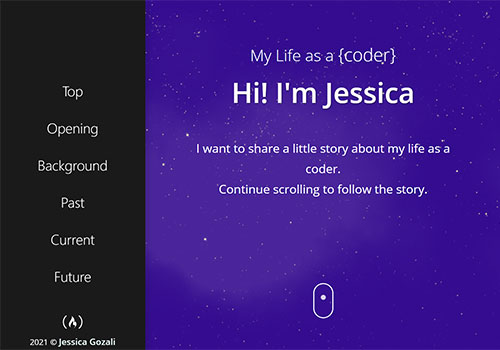 Top
Opening
Background
Past
Current
Future
2021 © Jessica Gozali
My Life as a {coder}
Hi! I'm Jessica
I want to share a little story about my life as a
coder.
Continue scrolling to follow the story.